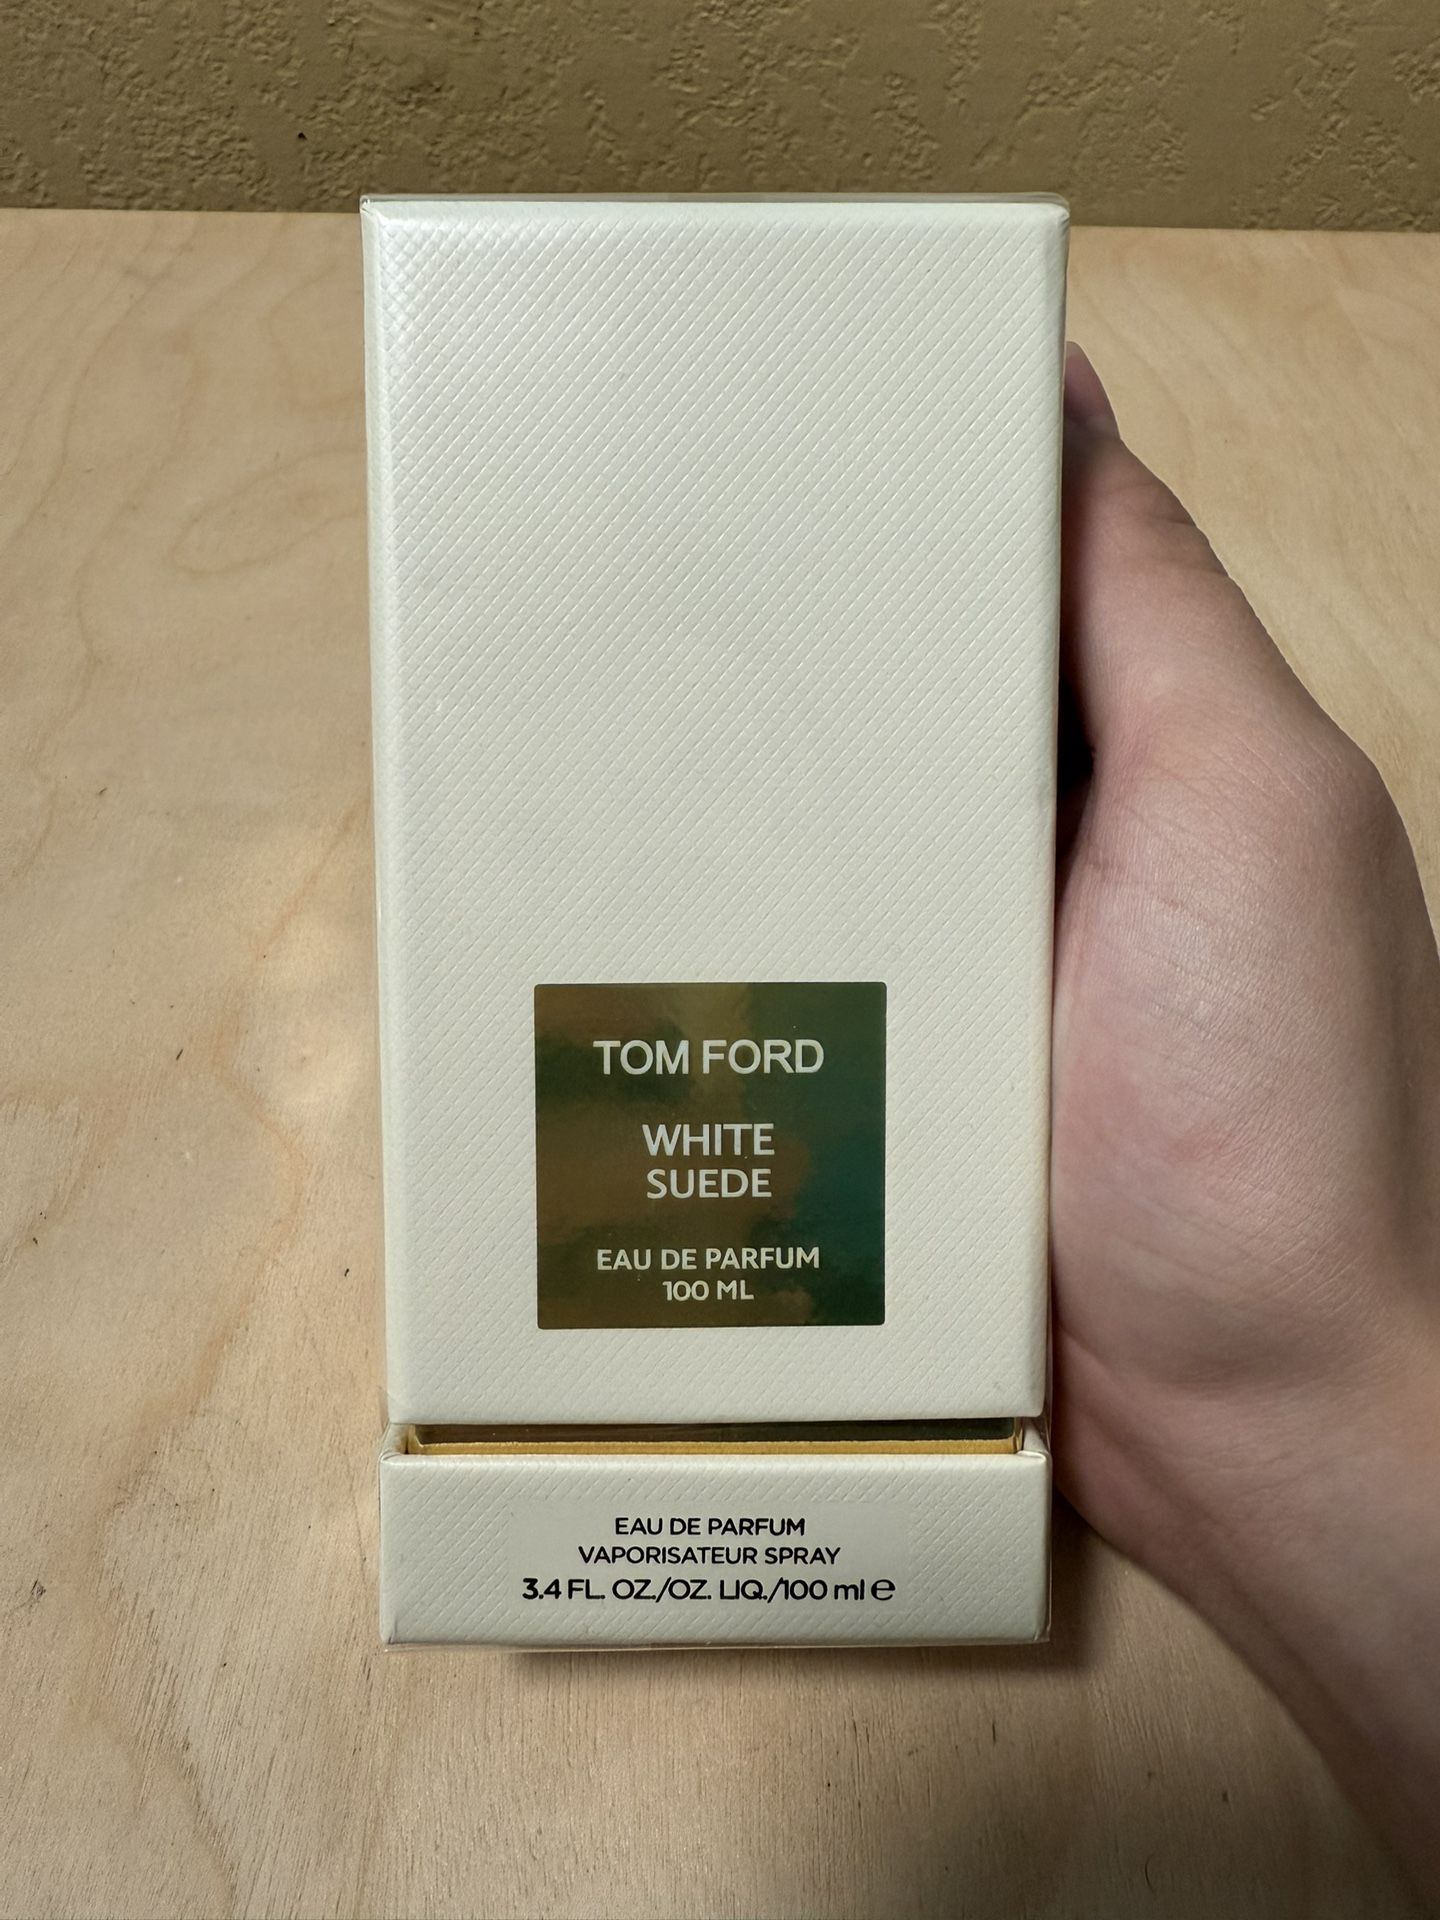 TOM FORD
WHITE
SUEDE
EAU DE PARFUM
100 ML
EAU DE PARFUM
VAPORISATEUR SPRAY
3.4 FL. OZ./OZ. LIQ./100 ml e